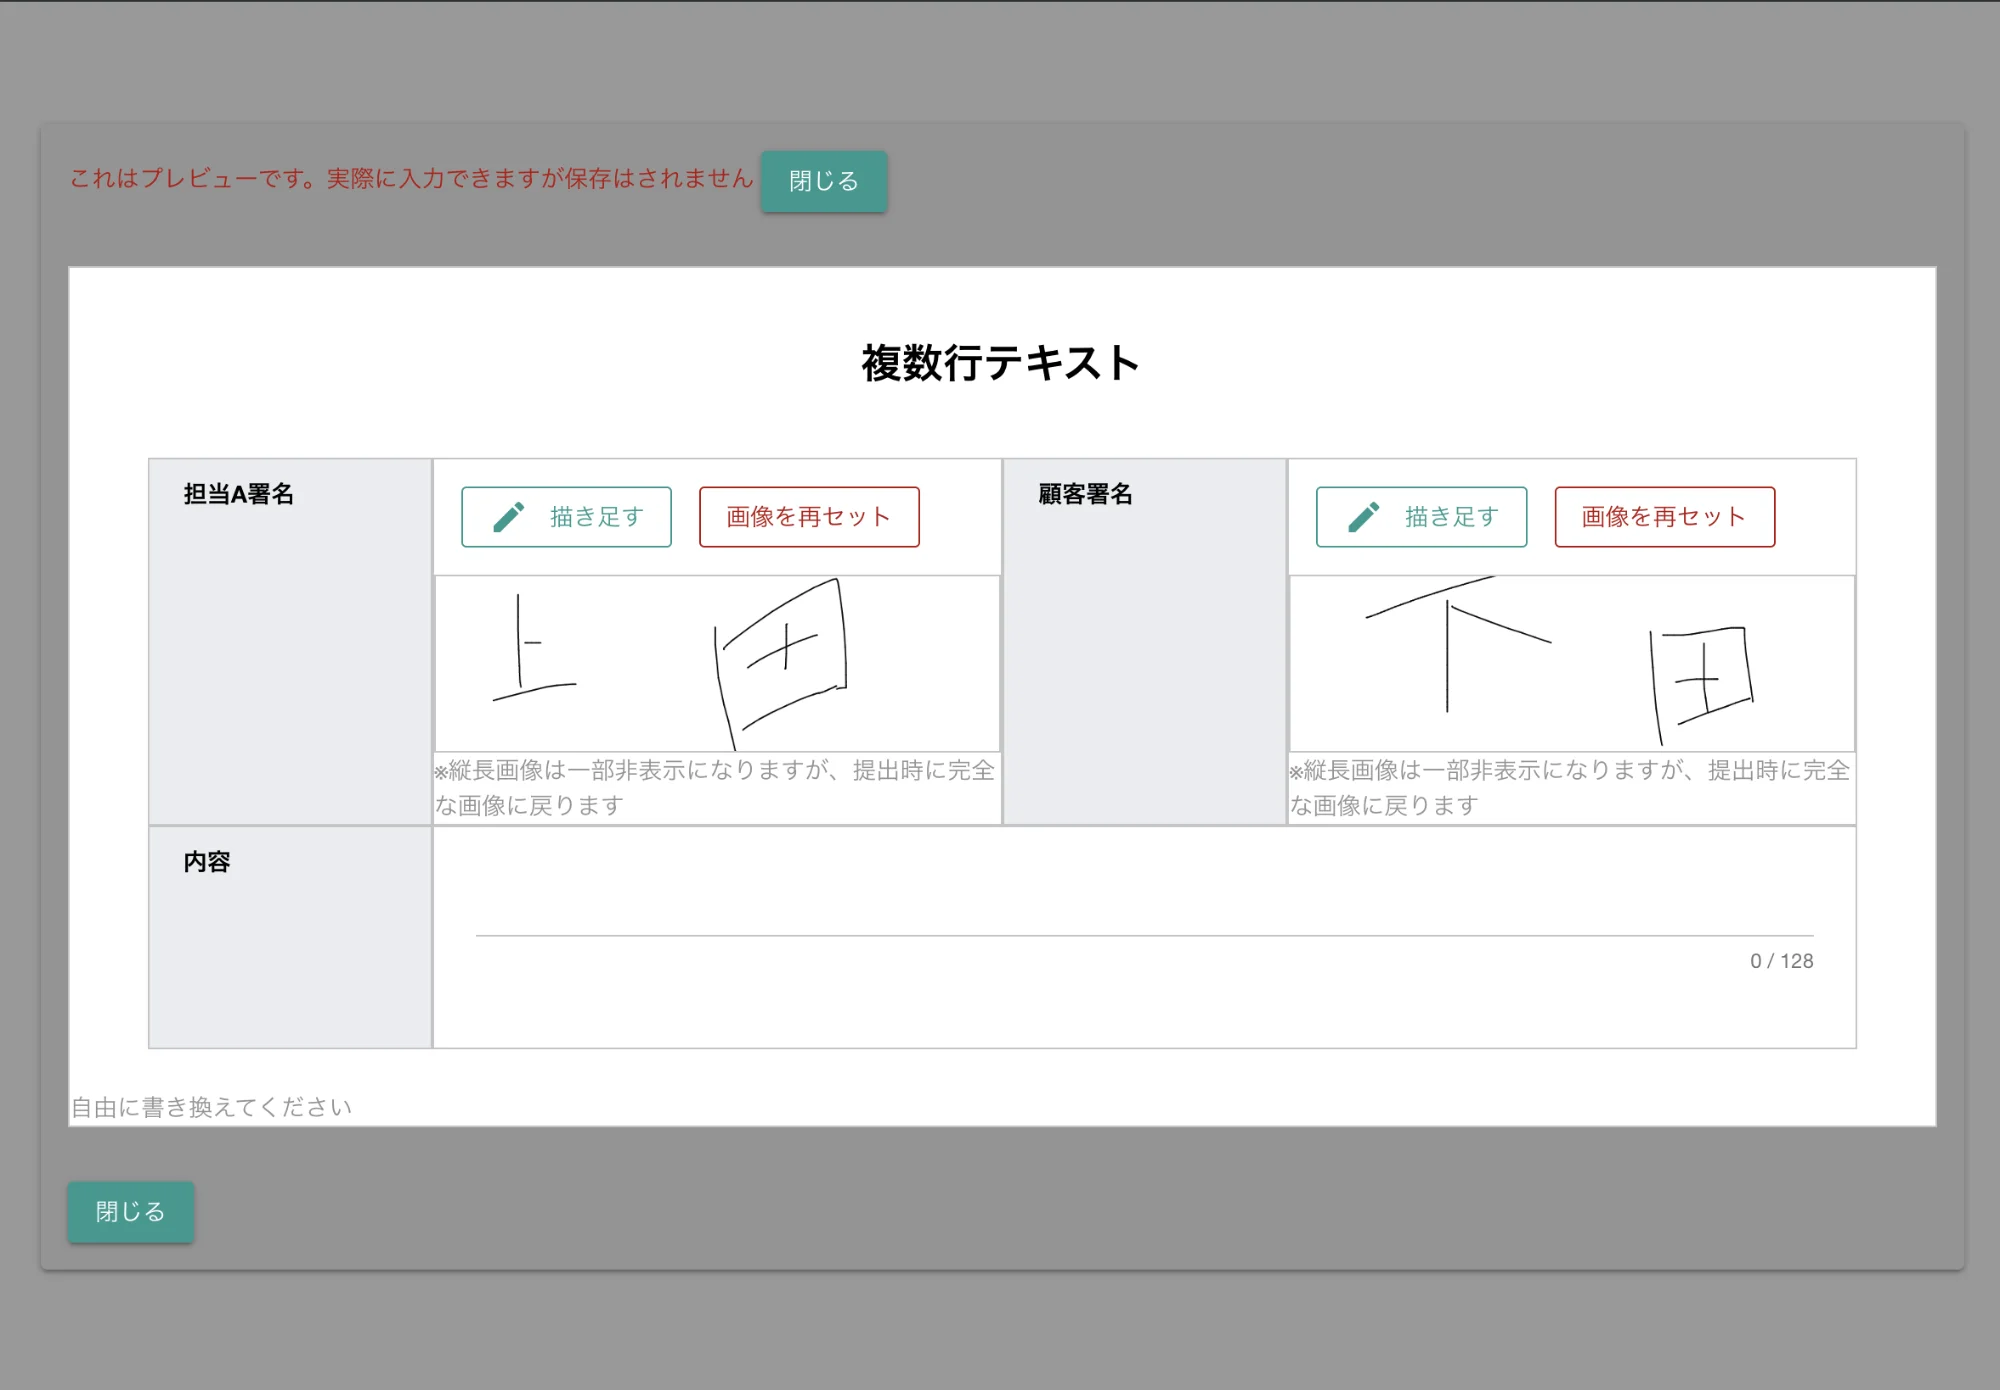 これはプレビューです。実際に入力できますが保存はされません 閉じる
複数行テキスト
担当A署名 描き足す 画像を再セット 顧客署名 描き足す 画像を再セット
上田 下田
※縦長画像は一部非表示になりますが、提出時に完全
な画像に戻ります
※縦長画像は一部非表示になりますが、提出時に完全
な画像に戻ります
内容
0 / 128
自由に書き換えてください
閉じる